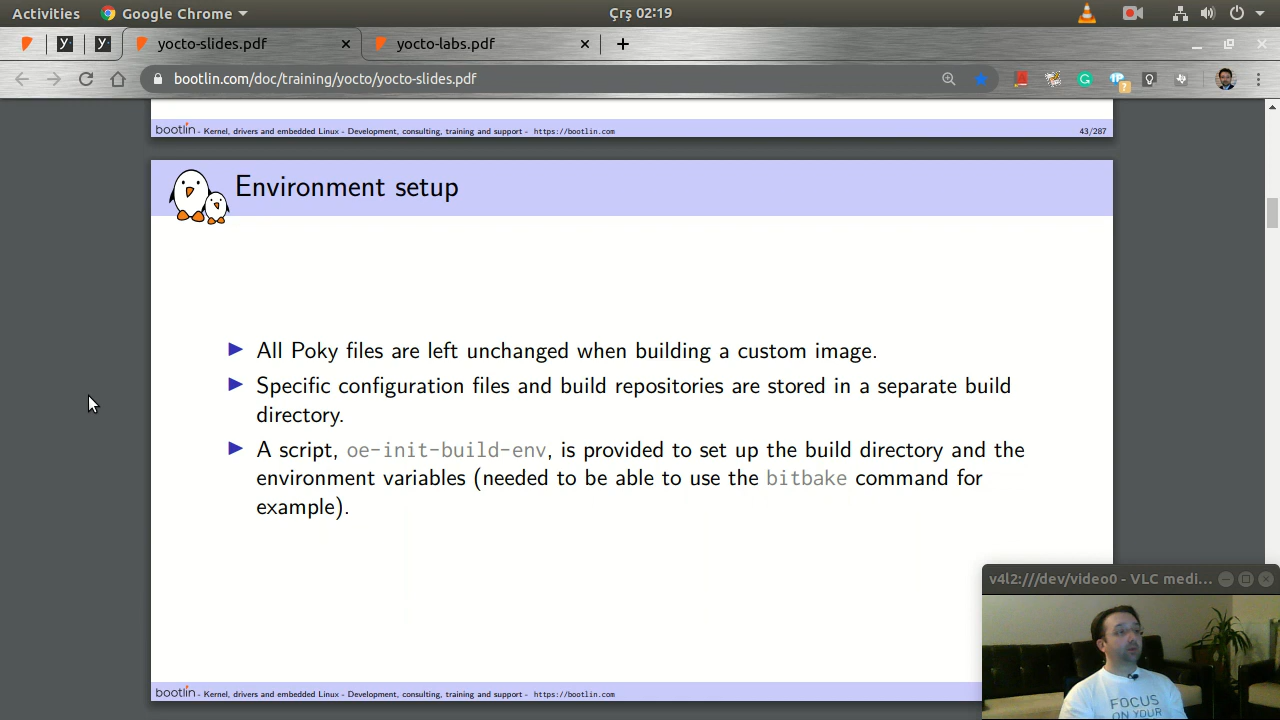 Activities
Google Chrome
Çrş 02:19
yocto-slides.pdf
yocto-labs.pdf
bootlin.com/doc/training/yocto/yocto-slides.pdf
bootlin - Kernel, drivers and embedded Linux - Development, consulting, training and support - https://bootlin.com
43/287
Environment setup
All Poky files are left unchanged when building a custom image.
Specific configuration files and build repositories are stored in a separate build
directory.
A script, oe-init-build-env, is provided to set up the build directory and the
environment variables (needed to be able to use the bitbake command for
example).
v4l2:///dev/video0 - VLC medi...
FOCUS
ON YOUR
bootlin - Kernel, drivers and embedded Linux - Development, consulting, training and support - https://bootlin.com